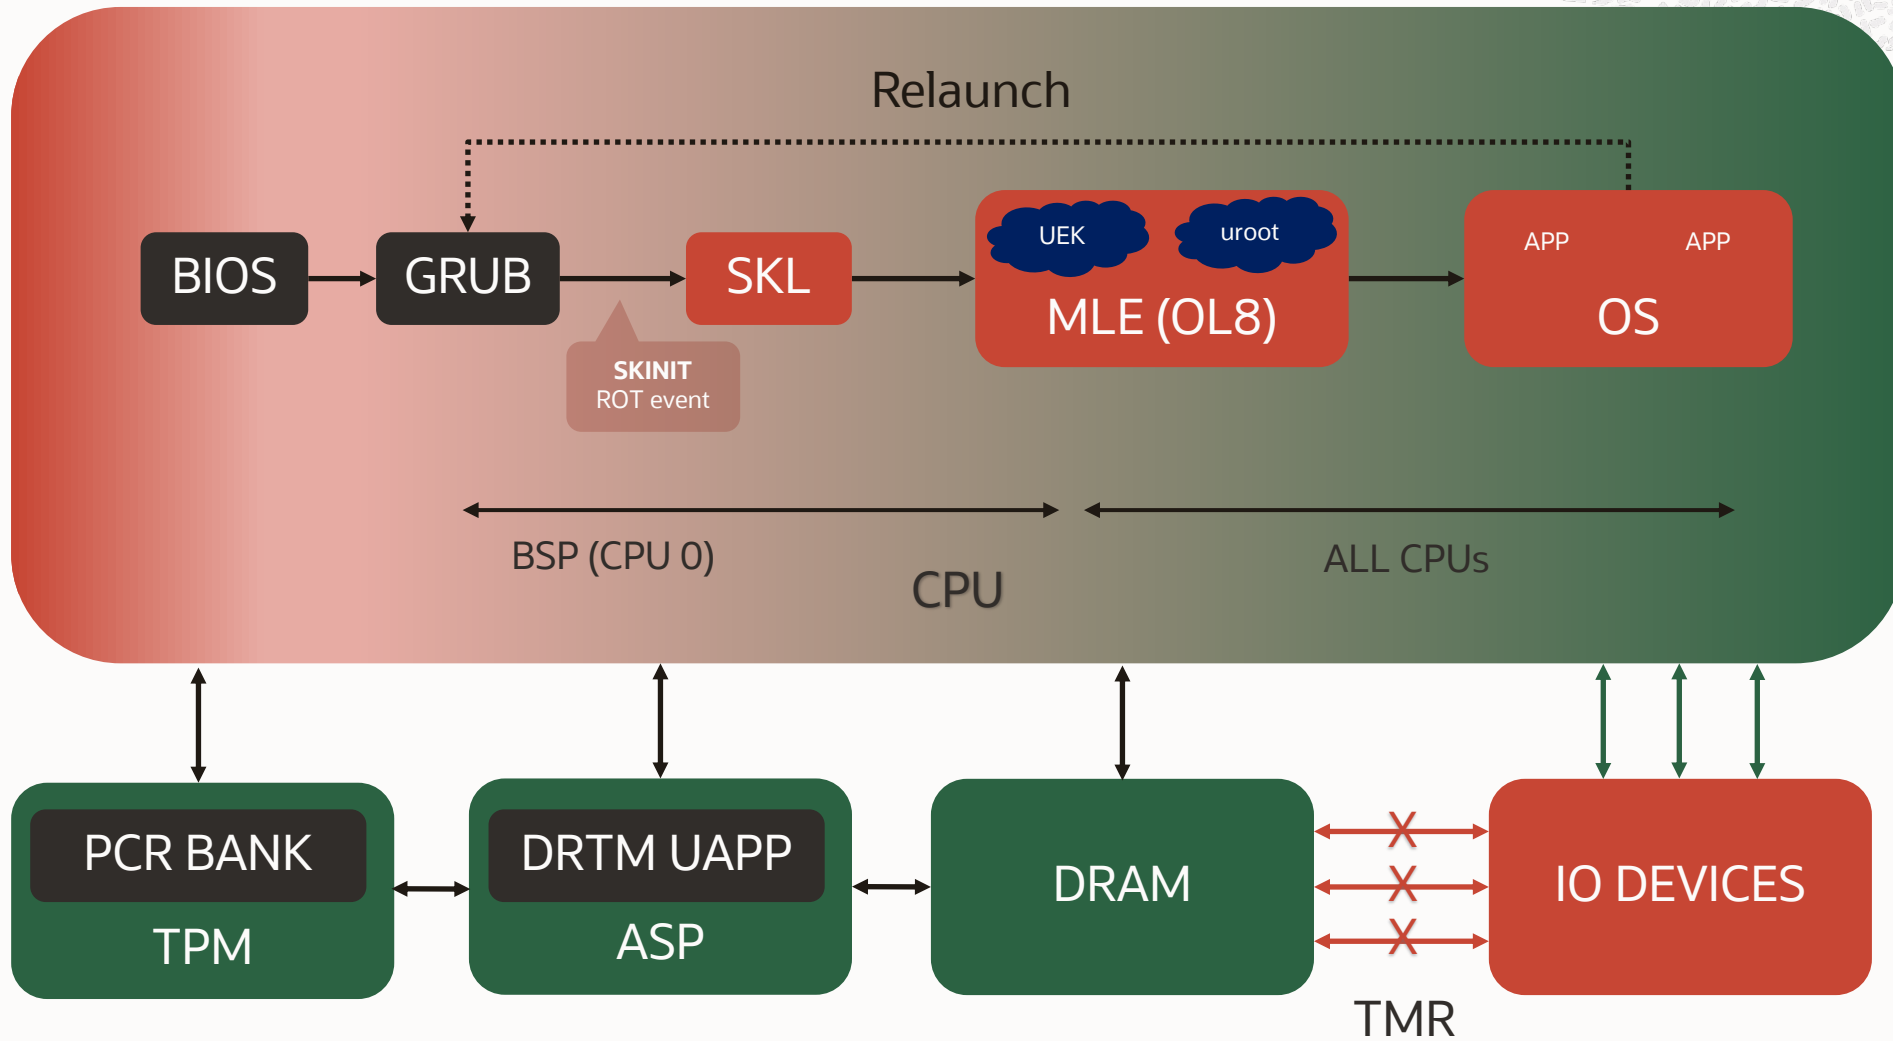 Relaunch
BIOS
GRUB
SKL
UEK
uroot
MLE (OL8)
APP
APP
OS
SKINIT
ROT event
BSP (CPU 0)
ALL CPUs
CPU
PCR BANK
TPM
DRTM UAPP
ASP
DRAM
X
X
X
TMR
IO DEVICES